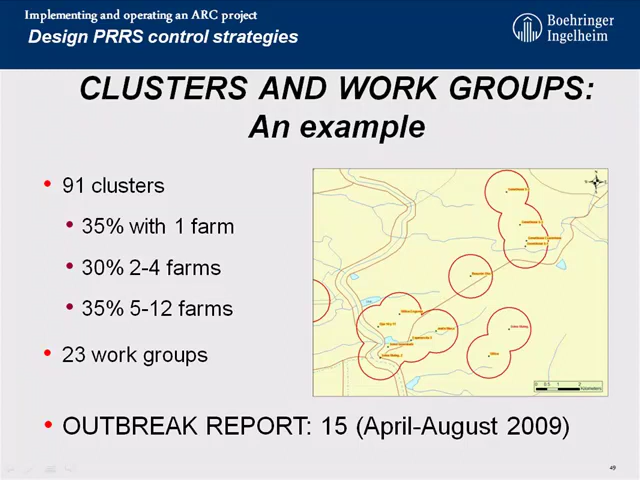 Implementing and operating an ARC project
Design PRRS control strategies
Boehringer
Ingelheim
CLUSTERS AND WORK GROUPS:
An example
• 91 clusters
• 35% with 1 farm
• 30% 2-4 farms
• 35% 5-12 farms
• 23 work groups
• OUTBREAK REPORT: 15 (April-August 2009)
49